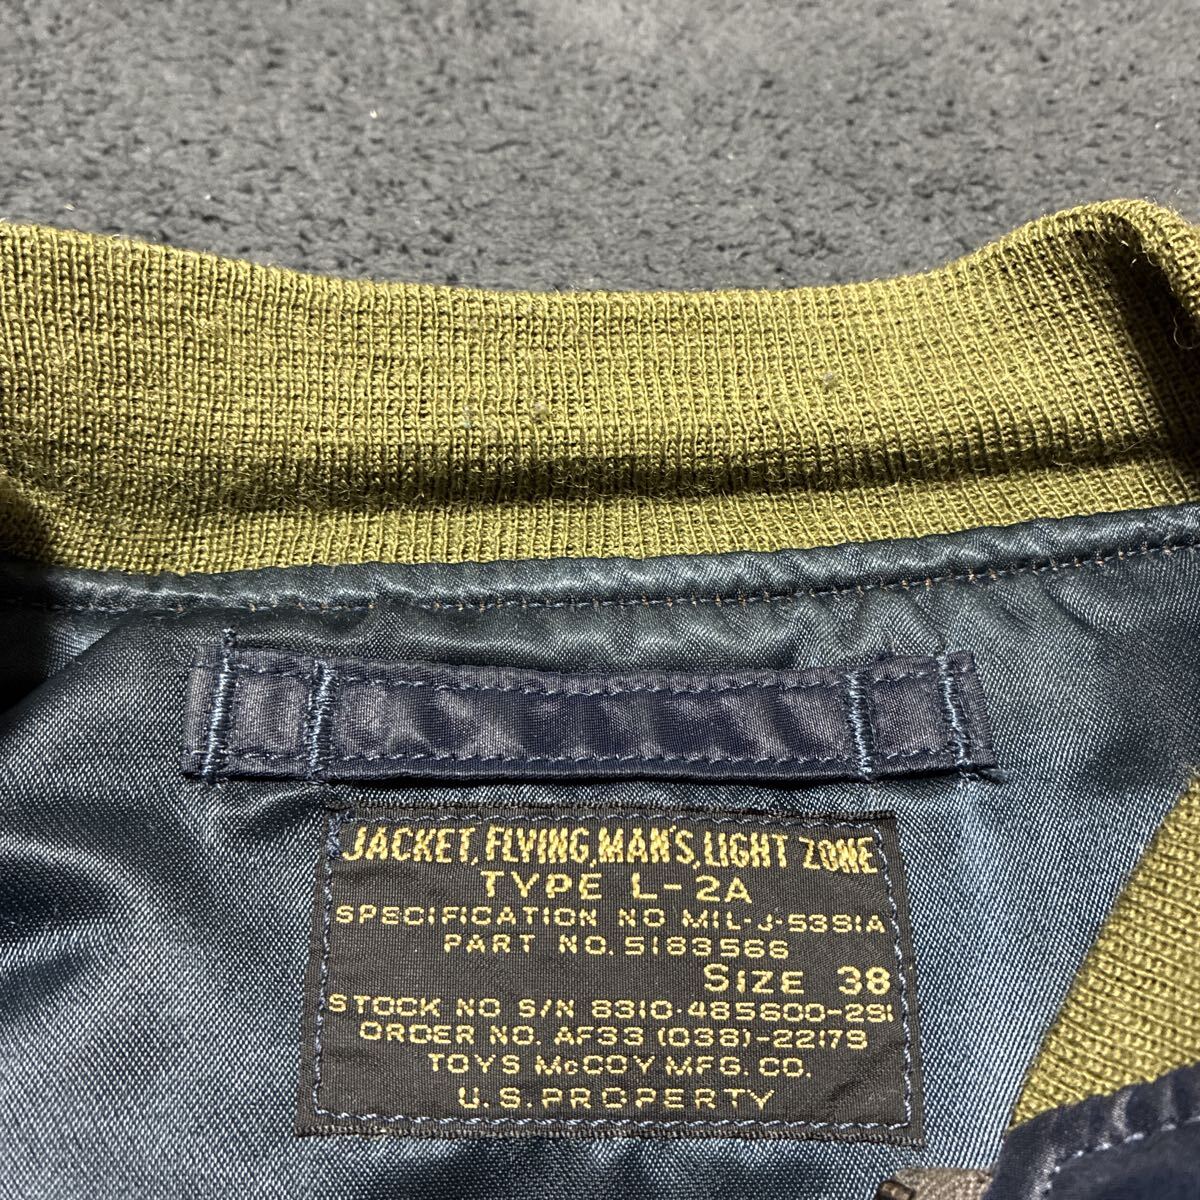 JACKET, FLYING, MAN'S, LIGHT ZONE
TYPE L-2A
SPECIFICATION NO MIL-J-5391A
PART NO. 5183566
SIZE 38
STOCK NO S/N 8310-485600-291
ORDER NO. AF33 (038)-22179
TOYS McCOY MFG. CO.
U.S. PROPERTY